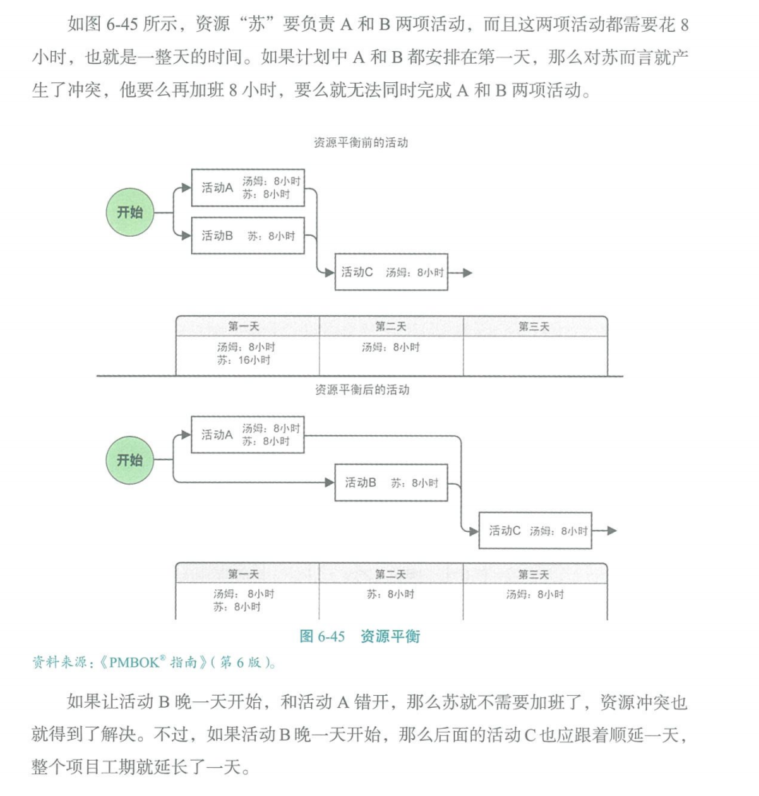 如图 6-45 所示，资源“苏”要负责 A 和 B 两项活动，而且这两项活动都需要花 8
小时，也就是一整天的时间。如果计划中 A 和 B 都安排在第一天，那么对苏而言就产
生了冲突，他要么再加班 8 小时，要么就无法同时完成 A 和 B 两项活动。
资源平衡前的活动
开始
活动A 汤姆：8小时
苏：8小时
活动B 苏：8小时
活动C 汤姆：8小时
第一天 第二天 第三天
汤姆：8小时 汤姆：8小时
苏：16小时
资源平衡后的活动
开始
活动A 汤姆：8小时
苏：8小时
活动B 苏：8小时
活动C 汤姆：8小时
第一天 第二天 第三天
汤姆：8小时 苏：8小时 汤姆：8小时
苏：8小时
图 6-45 资源平衡
资料来源：《PMBOK®指南》（第 6 版）。
如果让活动 B 晚一天开始，和活动 A 错开，那么苏就不需要加班了，资源冲突也
就得到了解决。不过，如果活动 B 晚一天开始，那么后面的活动 C 也应跟着顺延一天，
整个项目工期就延长了一天。